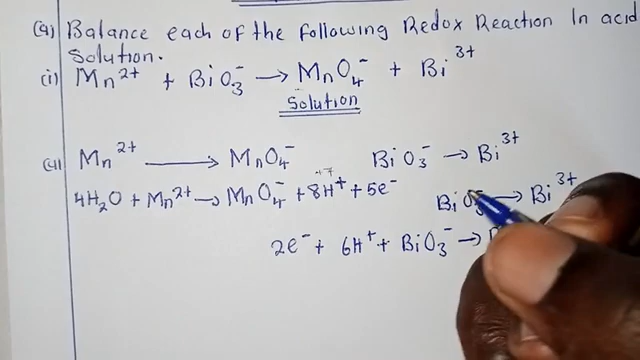 (a) Balance each of the following Redox Reaction In acid
Solution.
(i) Mn²⁺ + BiO₃⁻ → MnO₄⁻ + Bi³⁺
Solution
(i) Mn²⁺ → MnO₄⁻ BiO₃⁻ → Bi³⁺
4H₂O + Mn²⁺ → MnO₄⁻ + 8H⁺ + 5e⁻ BiO₃⁻ → Bi³⁺
2e⁻ + 6H⁺ + BiO₃⁻ →